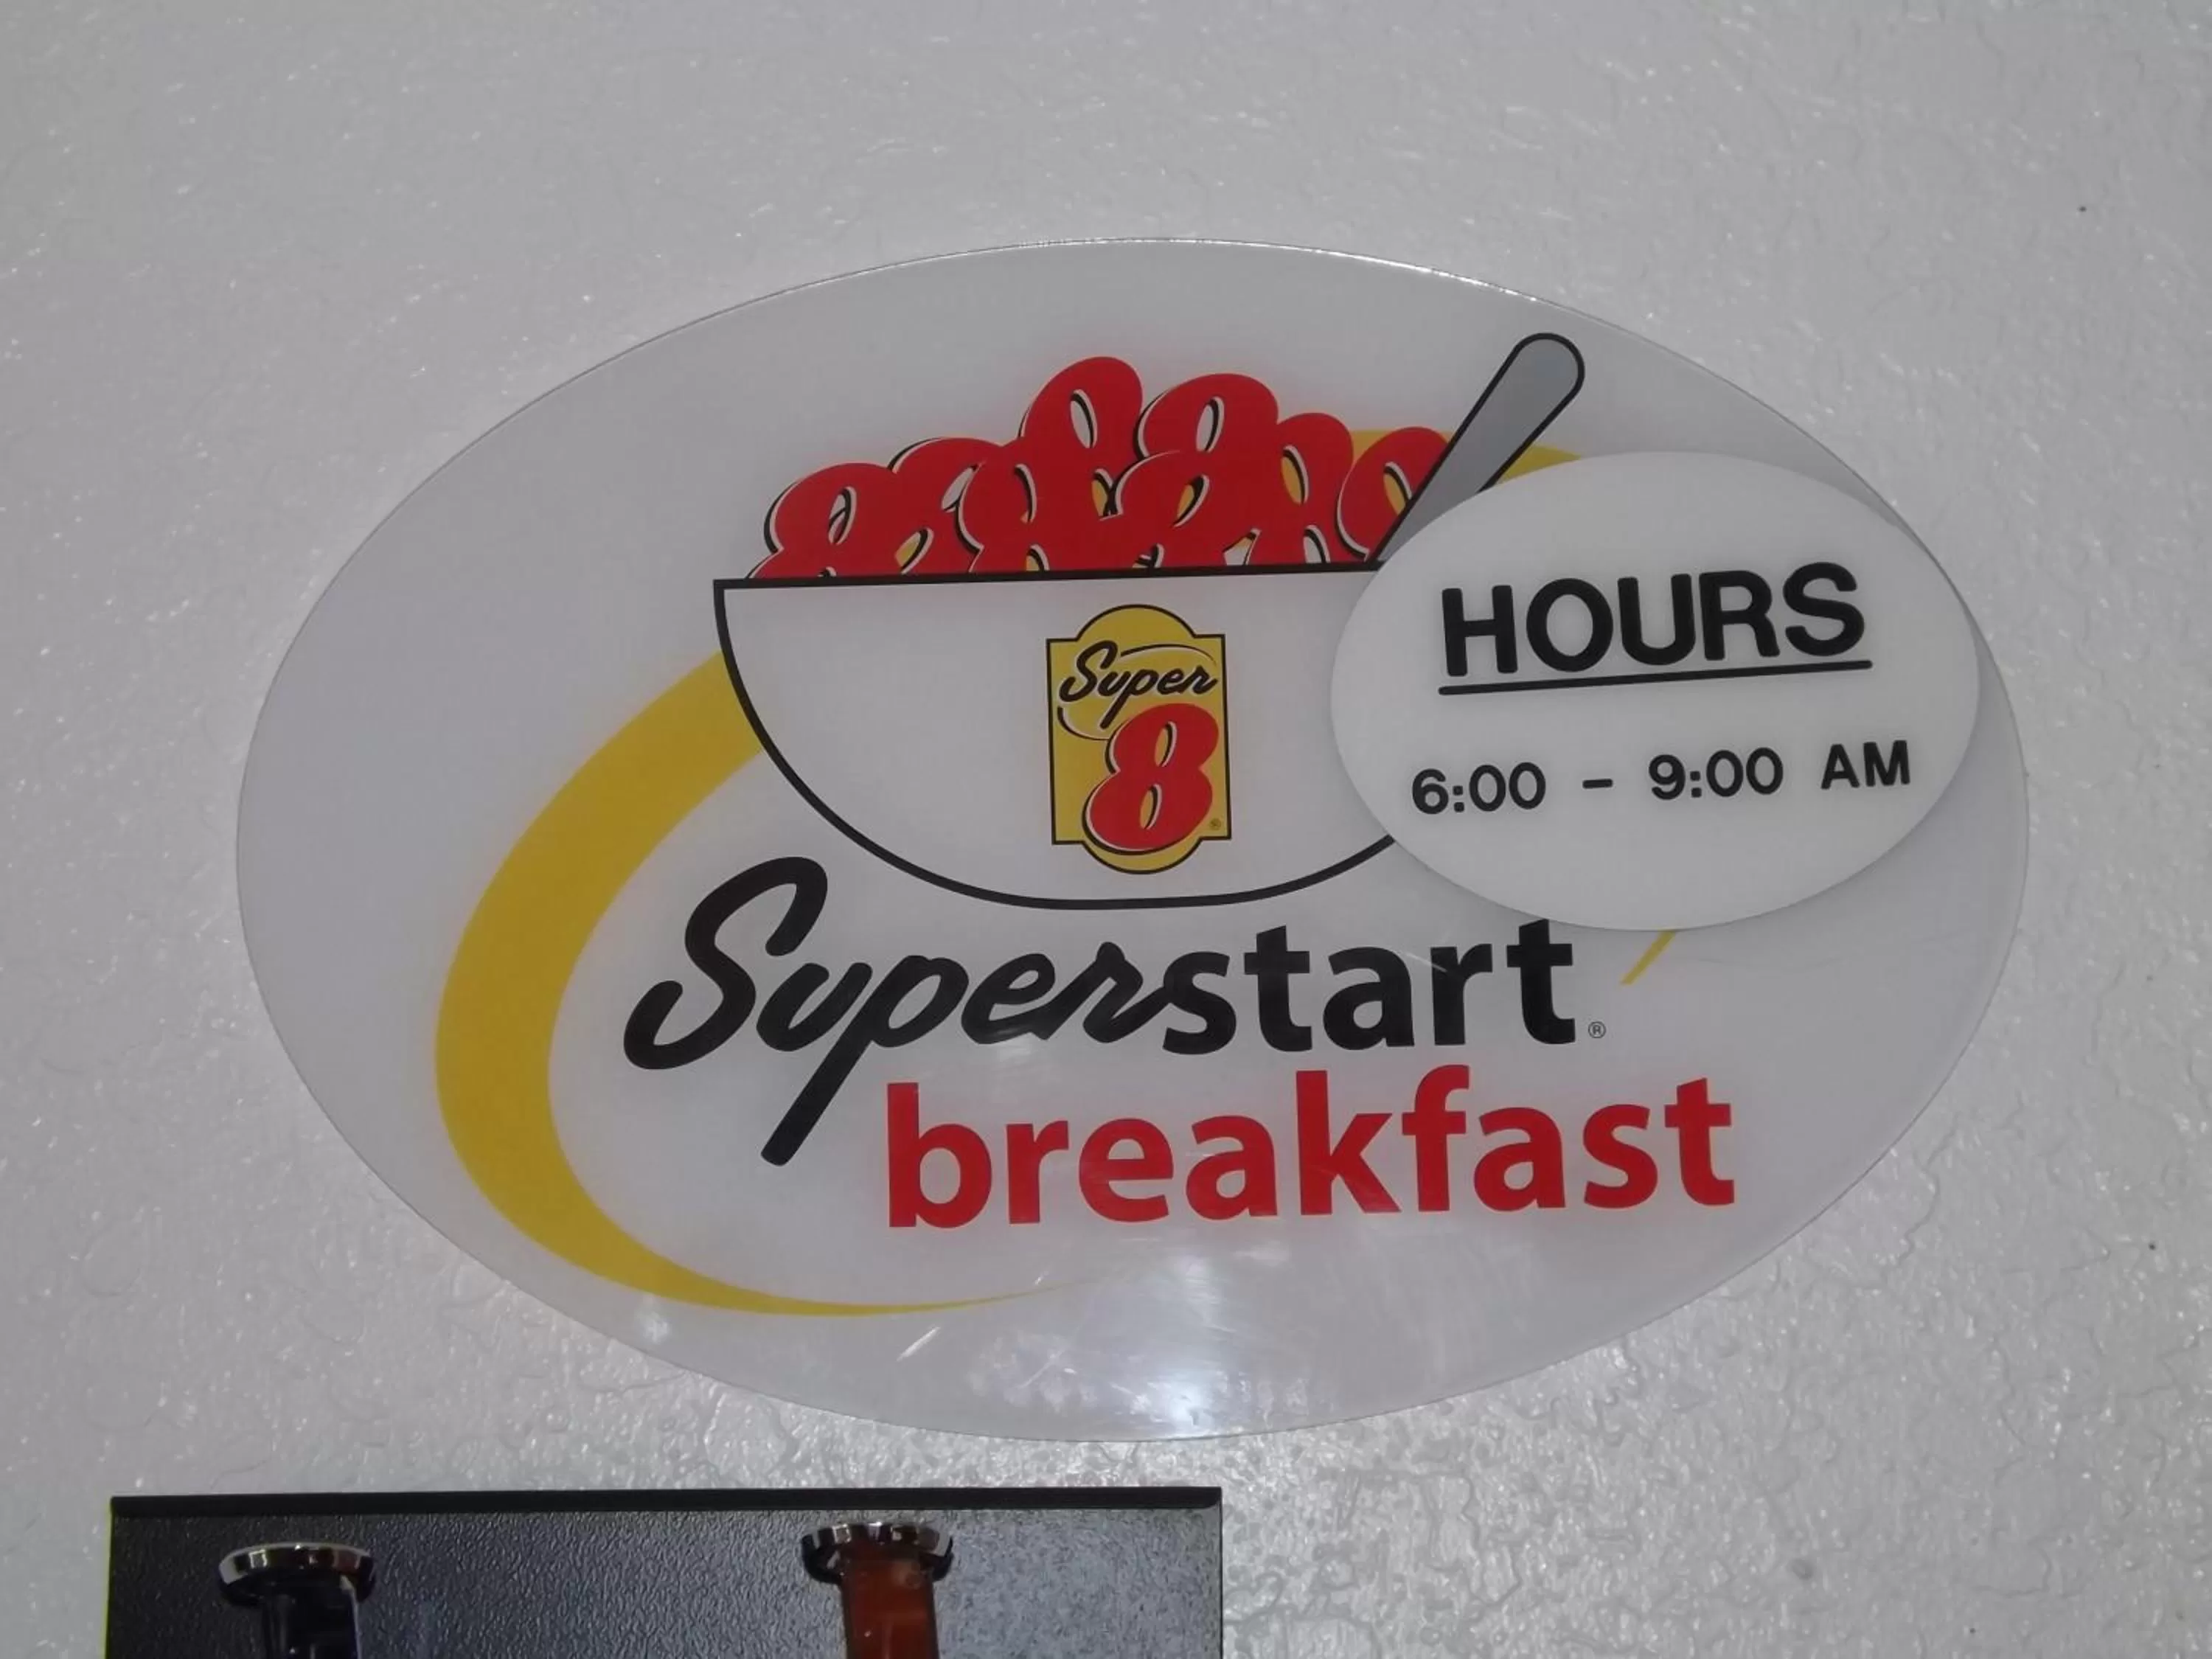 Super
8®
HOURS
6:00 - 9:00 AM
Superstart®
breakfast